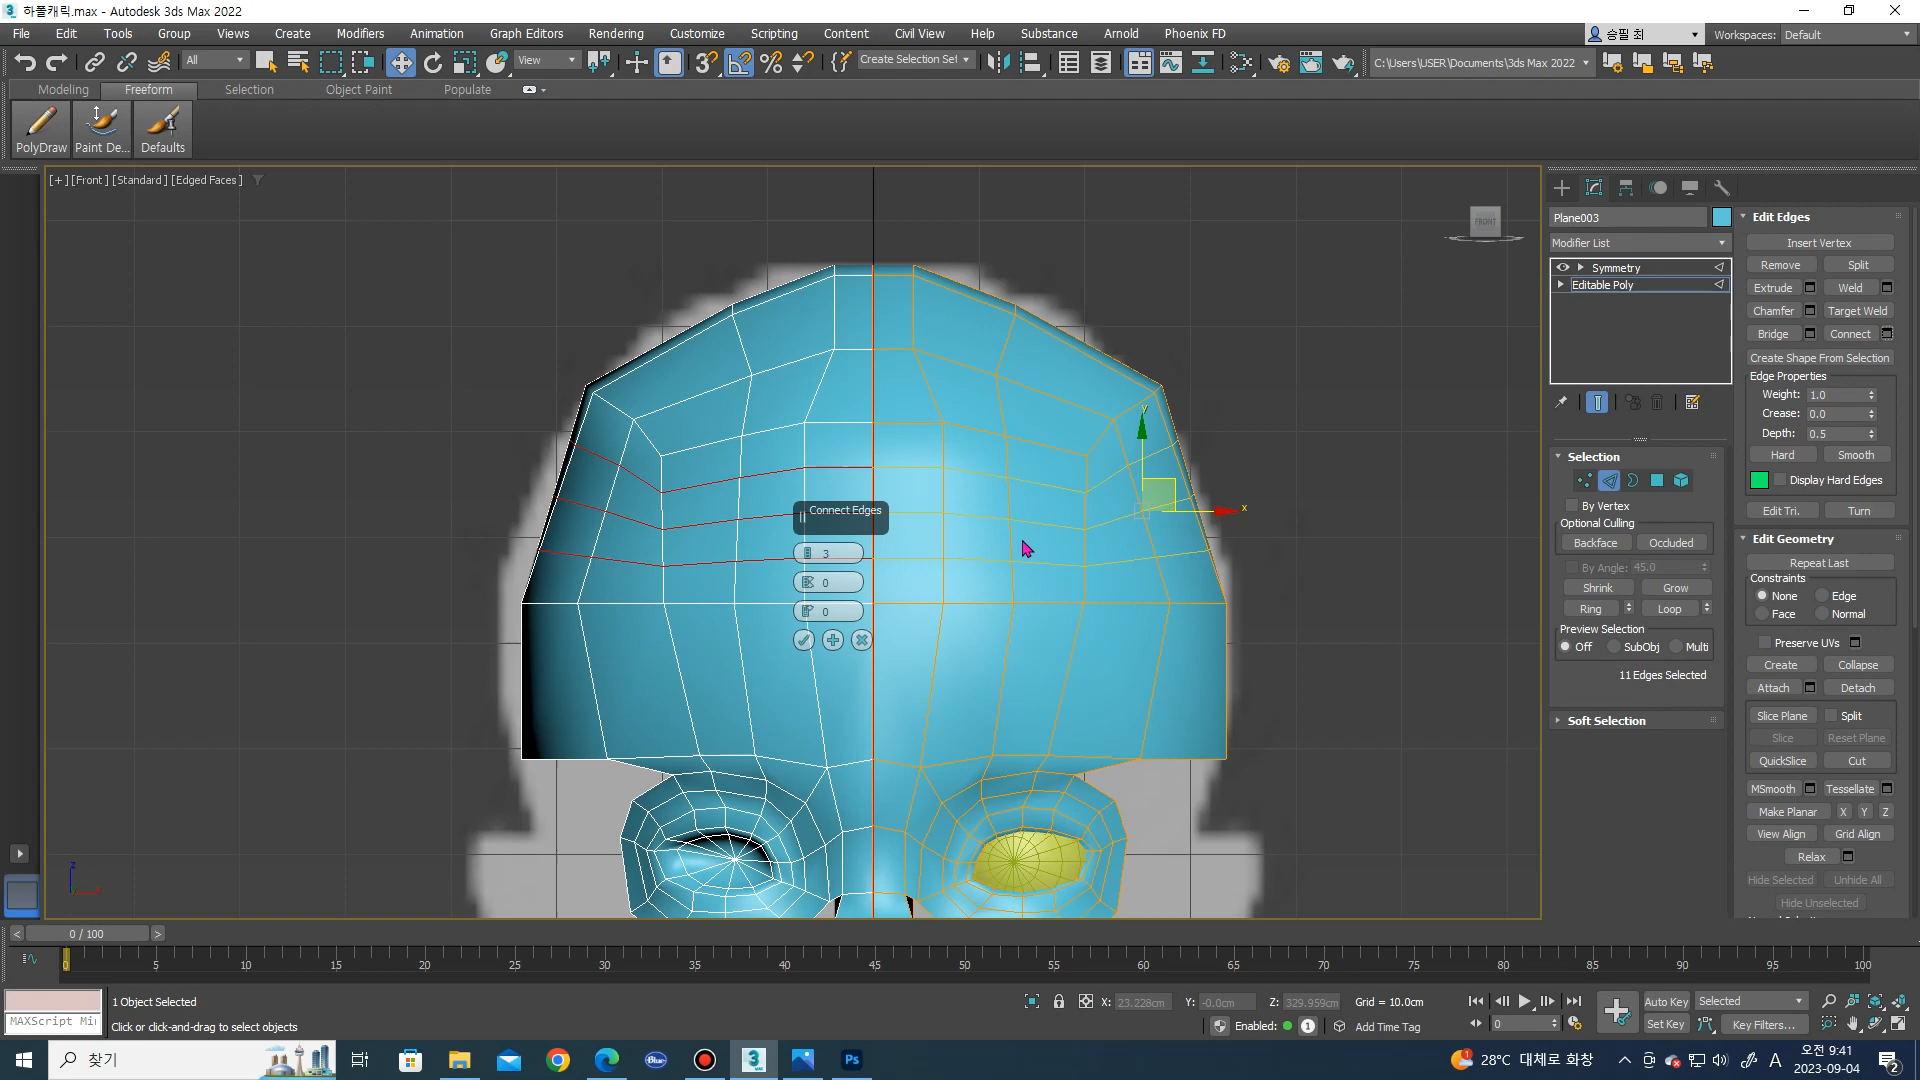 하폴캐릭.max - Autodesk 3ds Max 2022
File Edit Tools Group Views Create Modifiers Animation Graph Editors Rendering Customize Scripting Content Civil View Help Substance Arnold Phoenix FD
승필 최
Workspaces: Default
All
View
Create Selection Set
C:\Users\USER\Documents\3ds Max 2022
Modeling Freeform Selection Object Paint Populate
PolyDraw Paint De... Defaults
[+] [Front] [Standard] [Edged Faces]
FRONT
Plane003
Modifier List
Symmetry
Editable Poly
Selection
By Vertex
Optional Culling
Backface Occluded
By Angle: 45.0
Shrink Grow
Ring Loop
Preview Selection
Off SubObj Multi
11 Edges Selected
Soft Selection
Edit Edges
Insert Vertex
Remove Split
Extrude Weld
Chamfer Target Weld
Bridge Connect
Create Shape From Selection
Edge Properties
Weight: 1.0
Crease: 0.0
Depth: 0.5
Hard Smooth
Display Hard Edges
Edit Tri. Turn
Edit Geometry
Repeat Last
Constraints
None Edge
Face Normal
Preserve UVs
Create Collapse
Attach Detach
Slice Plane Split
Slice Reset Plane
QuickSlice Cut
MSmooth Tessellate
Make Planar X Y Z
View Align Grid Align
Relax
Hide Selected Unhide All
Hide Unselected
Connect Edges
3
0
0
y
x
z
0 / 100
0 5 10 15 20 25 30 35 40 45 50 55 60 65 70 75 80 85 90 95 100
1 Object Selected
MAXScript Mi
Click or click-and-drag to select objects
X: 23.228cm Y: -0.0cm Z: 329.959cm Grid = 10.0cm
Enabled: 1 Add Time Tag
0
Auto Key Selected
Set Key Key Filters...
찾기
Blue
Ps
28°C 대체로 화창
A
오전 9:41
2023-09-04
2